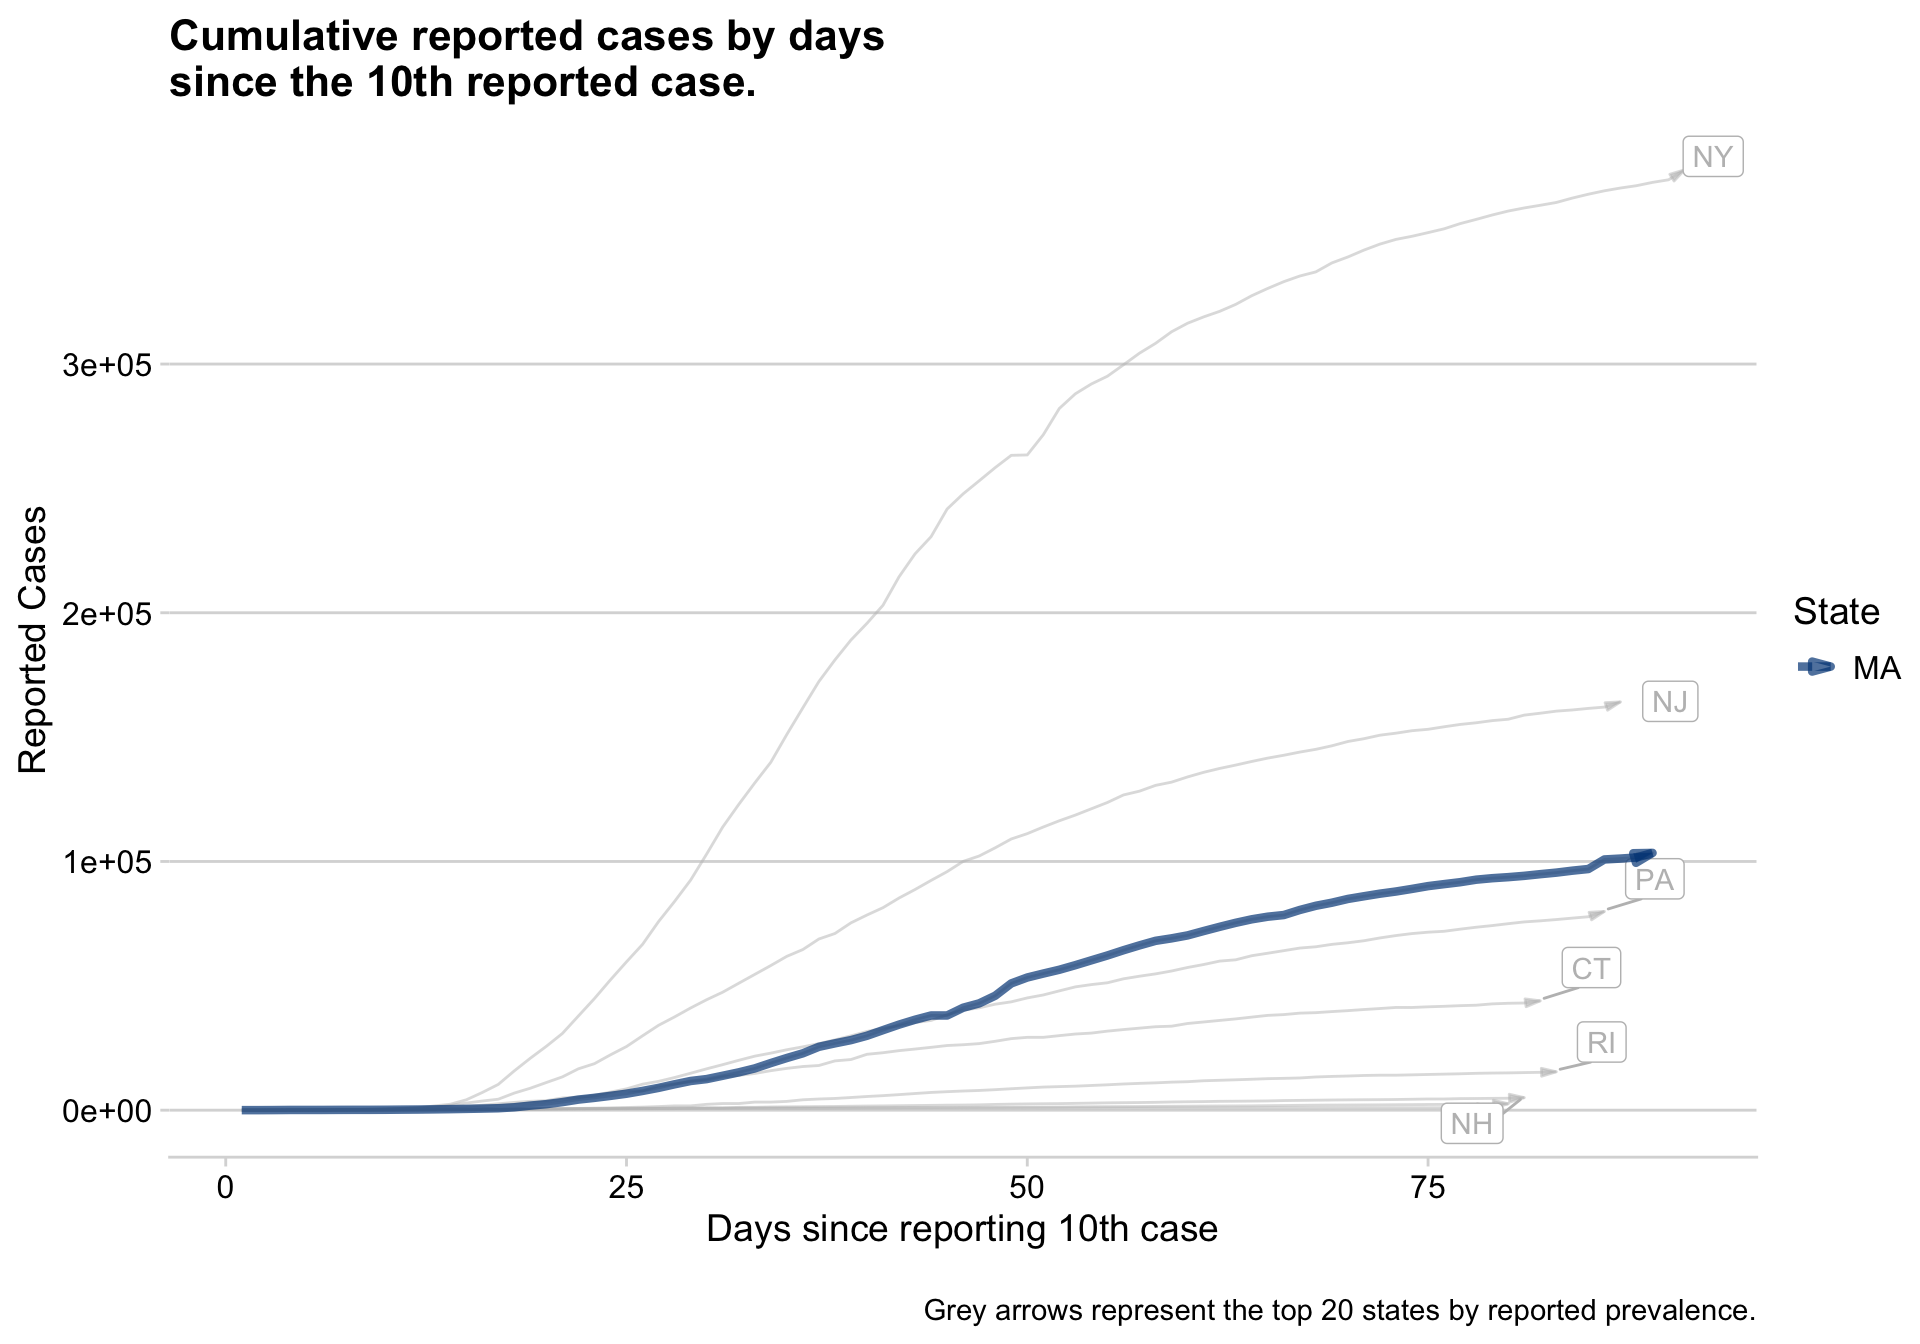 Cumulative reported cases by days
since the 10th reported case.
NY
3e+05
Reported Cases
2e+05
State
MA
NJ
1e+05
PA
CT
RI
0e+00
NH
0 25 50 75
Days since reporting 10th case
Grey arrows represent the top 20 states by reported prevalence.